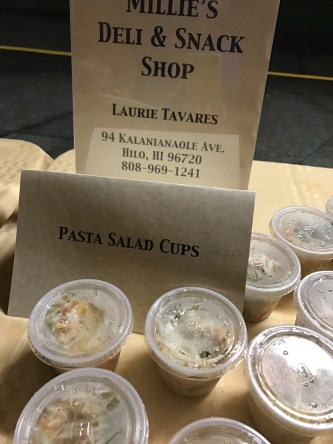 MILLIE'S
DELI & SNACK
SHOP
LAURIE TAVARES
94 KALANIANAOLE AVE.
HILO, HI 96720
808-969-1241
PASTA SALAD CUPS